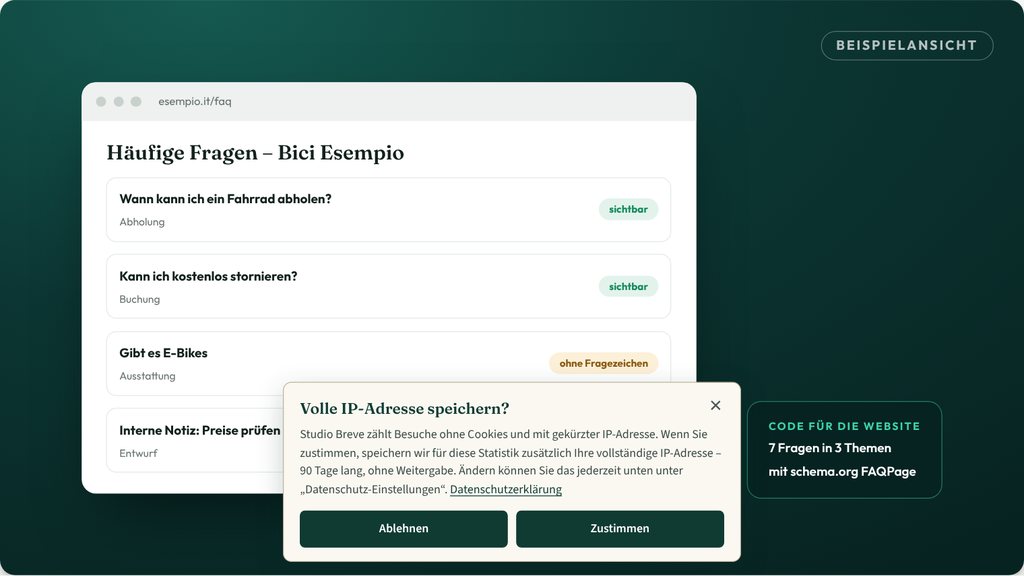 BEISPIELANSICHT
esempio.it/faq
Häufige Fragen – Bici Esempio
Wann kann ich ein Fahrrad abholen?
Abholung
sichtbar
Kann ich kostenlos stornieren?
Buchung
sichtbar
Gibt es E-Bikes
Ausstattung
ohne Fragezeichen
Interne Notiz: Preise prüfen
Entwurf
Volle IP-Adresse speichern?
Studio Breve zählt Besuche ohne Cookies und mit gekürzter IP-Adresse. Wenn Sie
zustimmen, speichern wir für diese Statistik zusätzlich Ihre vollständige IP-Adresse –
90 Tage lang, ohne Weitergabe. Ändern können Sie das jederzeit unten unter
„Datenschutz-Einstellungen“. Datenschutzerklärung
Ablehnen
Zustimmen
CODE FÜR DIE WEBSITE
7 Fragen in 3 Themen
mit schema.org FAQPage